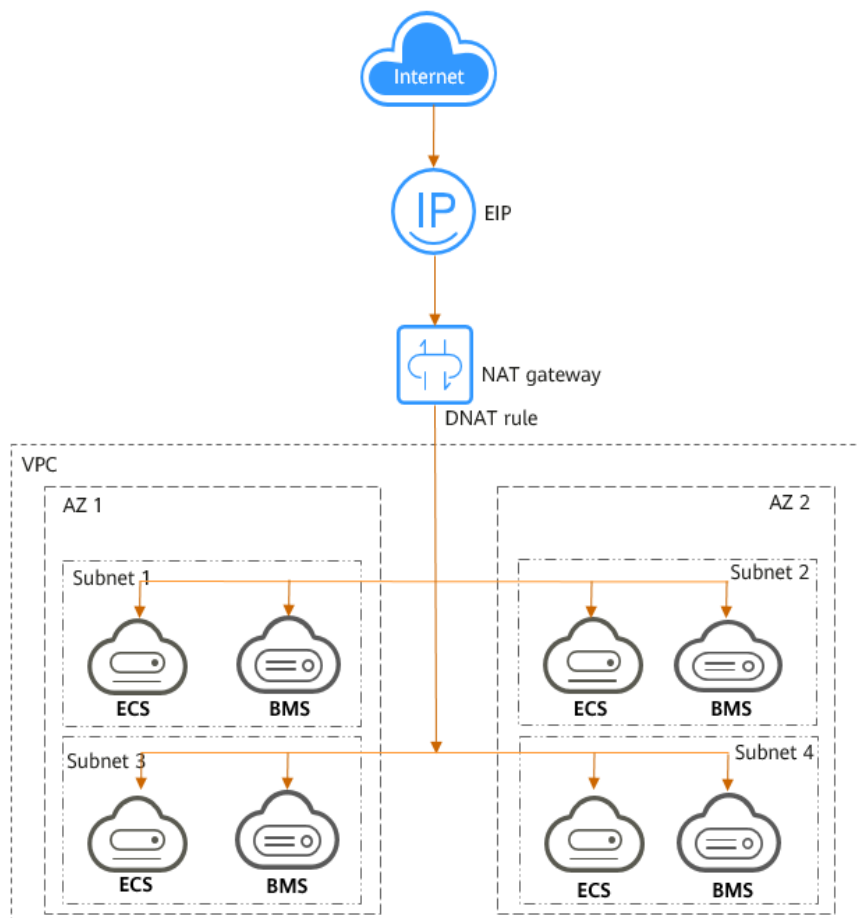 Internet
IP
EIP
NAT gateway
DNAT rule
VPC
AZ 1
AZ 2
Subnet 1
Subnet 2
ECS
BMS
ECS
BMS
Subnet 3
Subnet 4
ECS
BMS
ECS
BMS